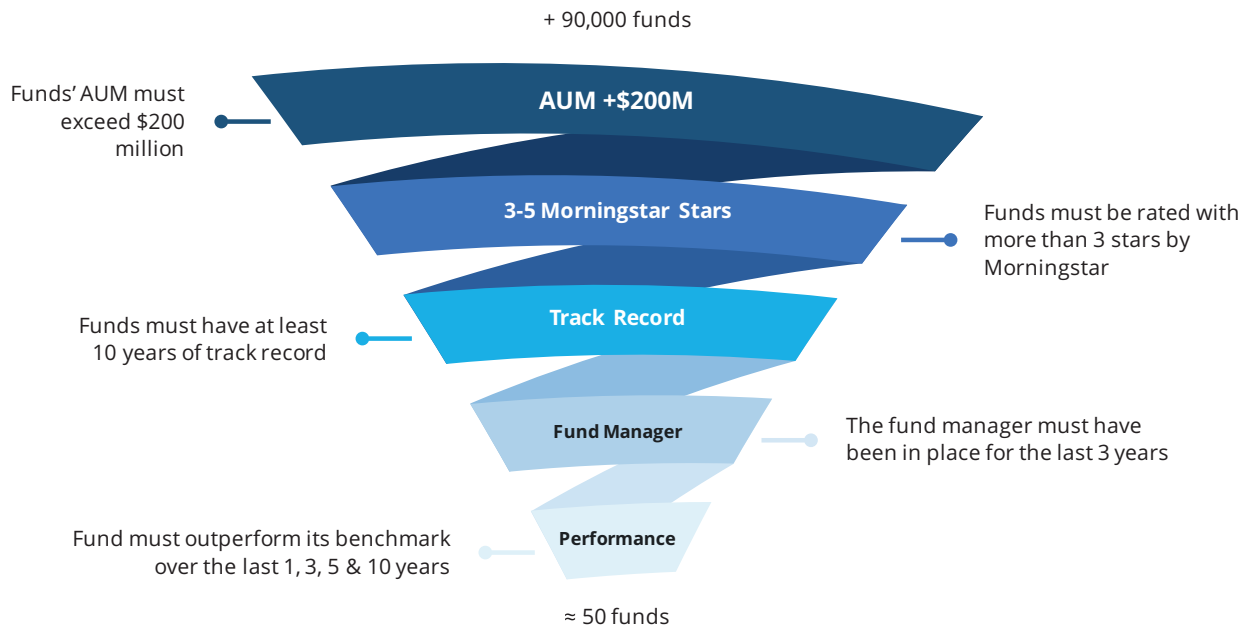 + 90,000 funds
AUM +$200M
Funds’ AUM must
exceed $200
million
3-5 Morningstar Stars
Funds must be rated with
more than 3 stars by
Morningstar
Track Record
Funds must have at least
10 years of track record
Fund Manager
The fund manager must have
been in place for the last 3 years
Performance
Fund must outperform its benchmark
over the last 1, 3, 5 & 10 years
≈ 50 funds